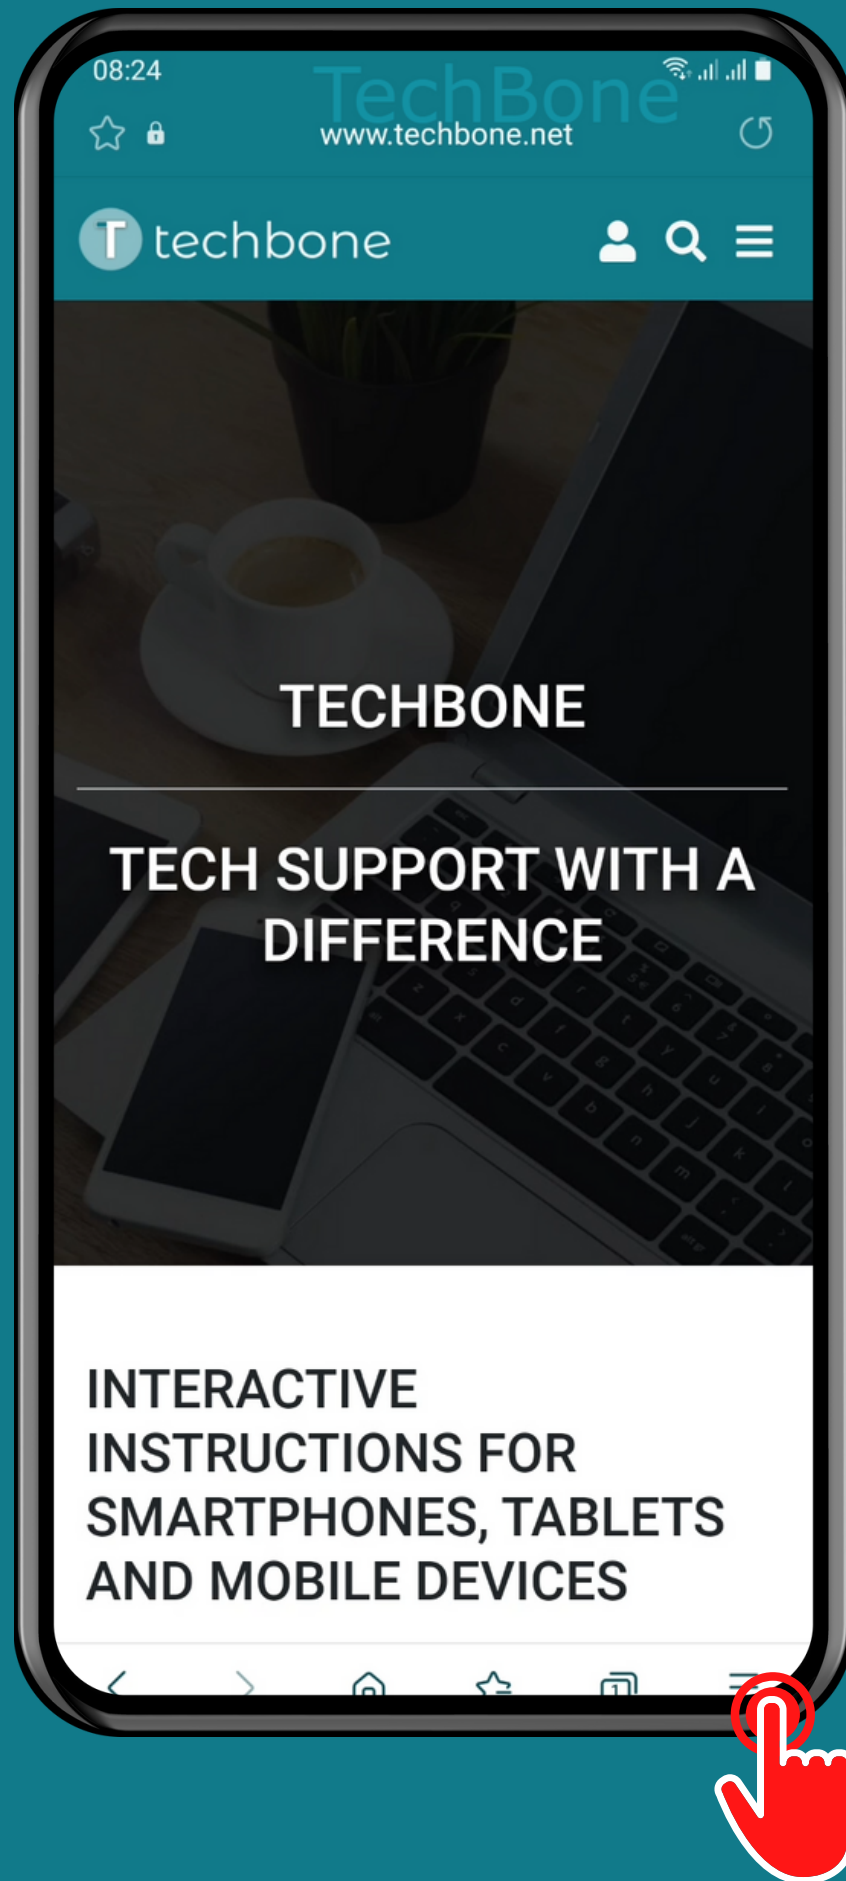 08:24
TechBone
www.techbone.net
T techbone
TECHBONE
TECH SUPPORT WITH A
DIFFERENCE
INTERACTIVE
INSTRUCTIONS FOR
SMARTPHONES, TABLETS
AND MOBILE DEVICES
1